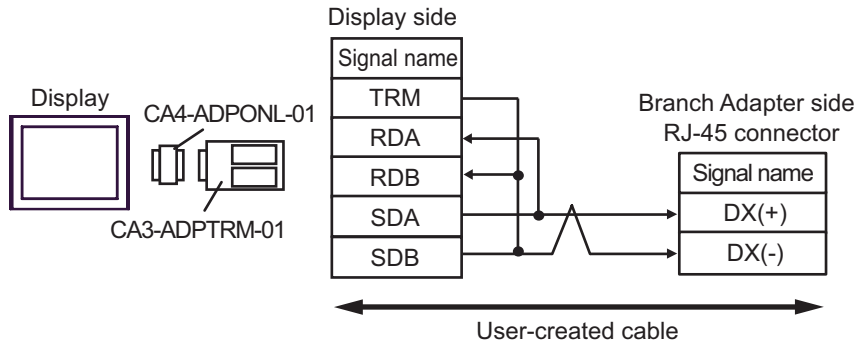 Display side
Signal name
TRM
RDA
RDB
SDA
SDB
Display
CA4-ADPONL-01
CA3-ADPTRM-01
Branch Adapter side
RJ-45 connector
Signal name
DX(+)
DX(-)
User-created cable